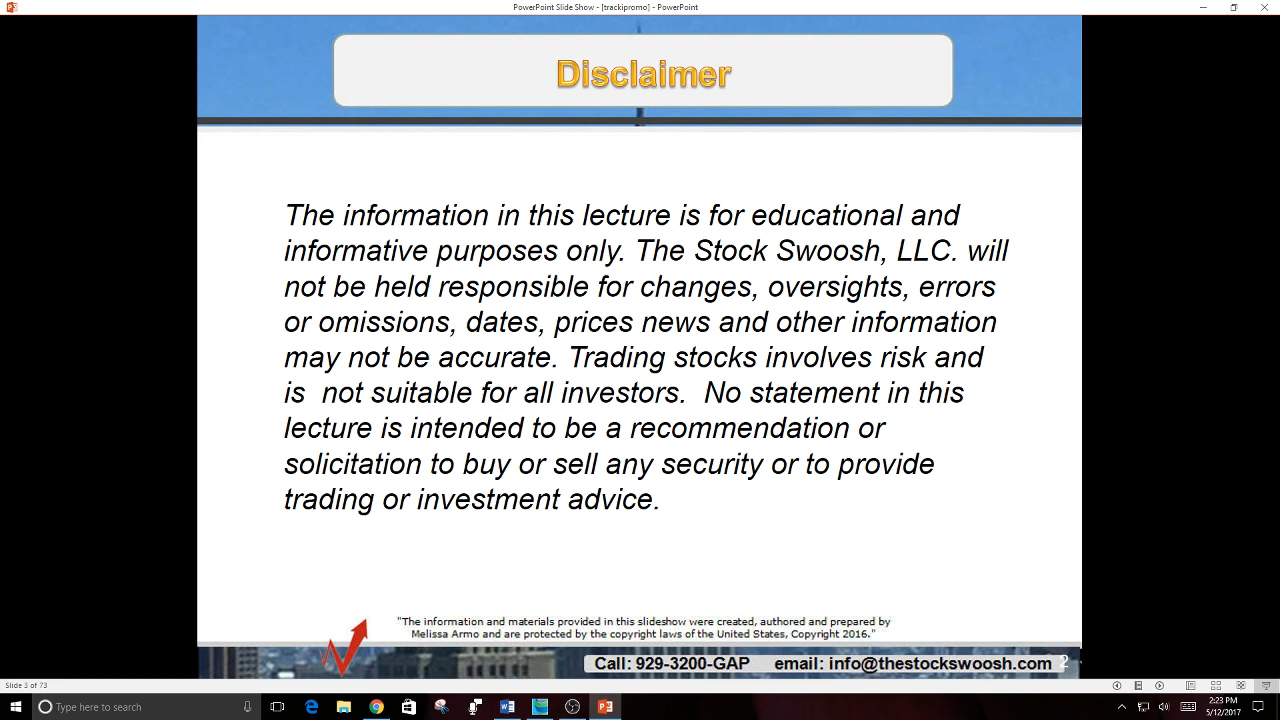 PowerPoint Slide Show - [trackipromo] - PowerPoint
Disclaimer
The information in this lecture is for educational and
informative purposes only. The Stock Swoosh, LLC. will
not be held responsible for changes, oversights, errors
or omissions, dates, prices news and other information
may not be accurate. Trading stocks involves risk and
is  not suitable for all investors.  No statement in this
lecture is intended to be a recommendation or
solicitation to buy or sell any security or to provide
trading or investment advice.
"The information and materials provided in this slideshow were created, authored and prepared by
Melissa Armo and are protected by the copyright laws of the United States, Copyright 2016."
Call: 929-3200-GAP     email: info@thestockswoosh.com 2
Slide 3 of 73
Type here to search
2:23 PM
5/12/2017